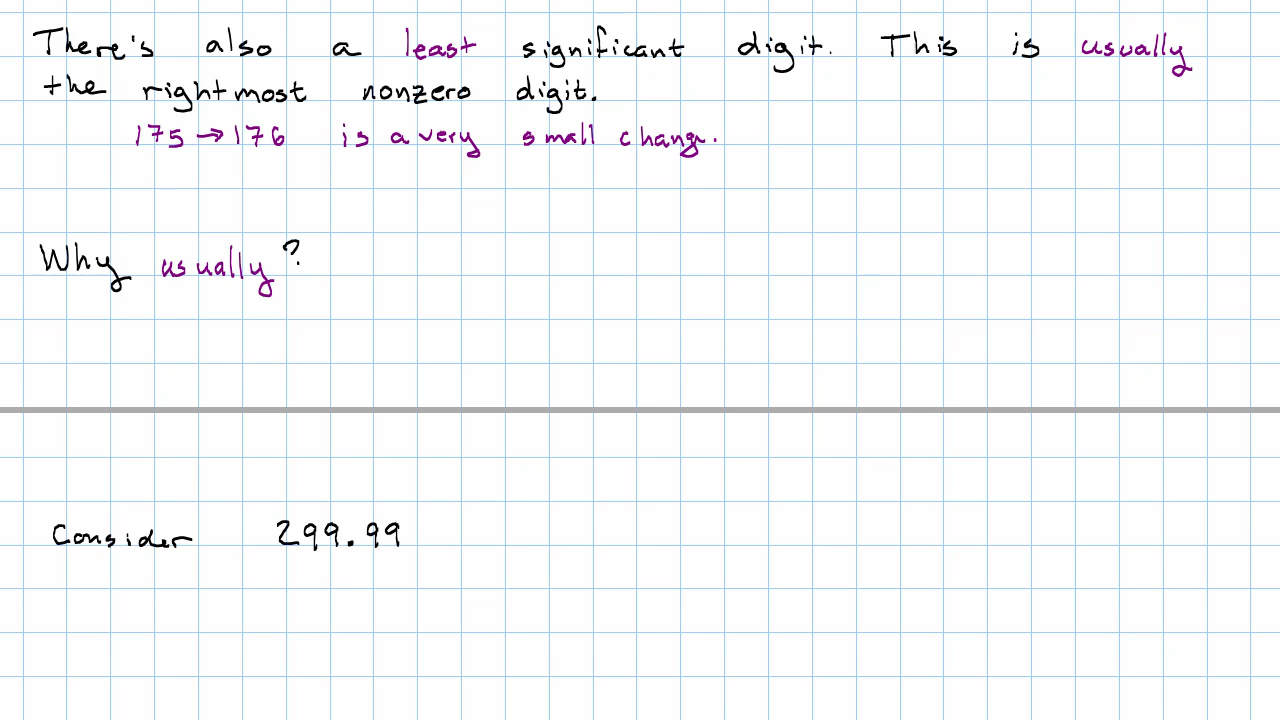 There's also a least significant digit. This is usually
the rightmost nonzero digit.
175 → 176 is a very small change.
Why usually?
Consider 299.99